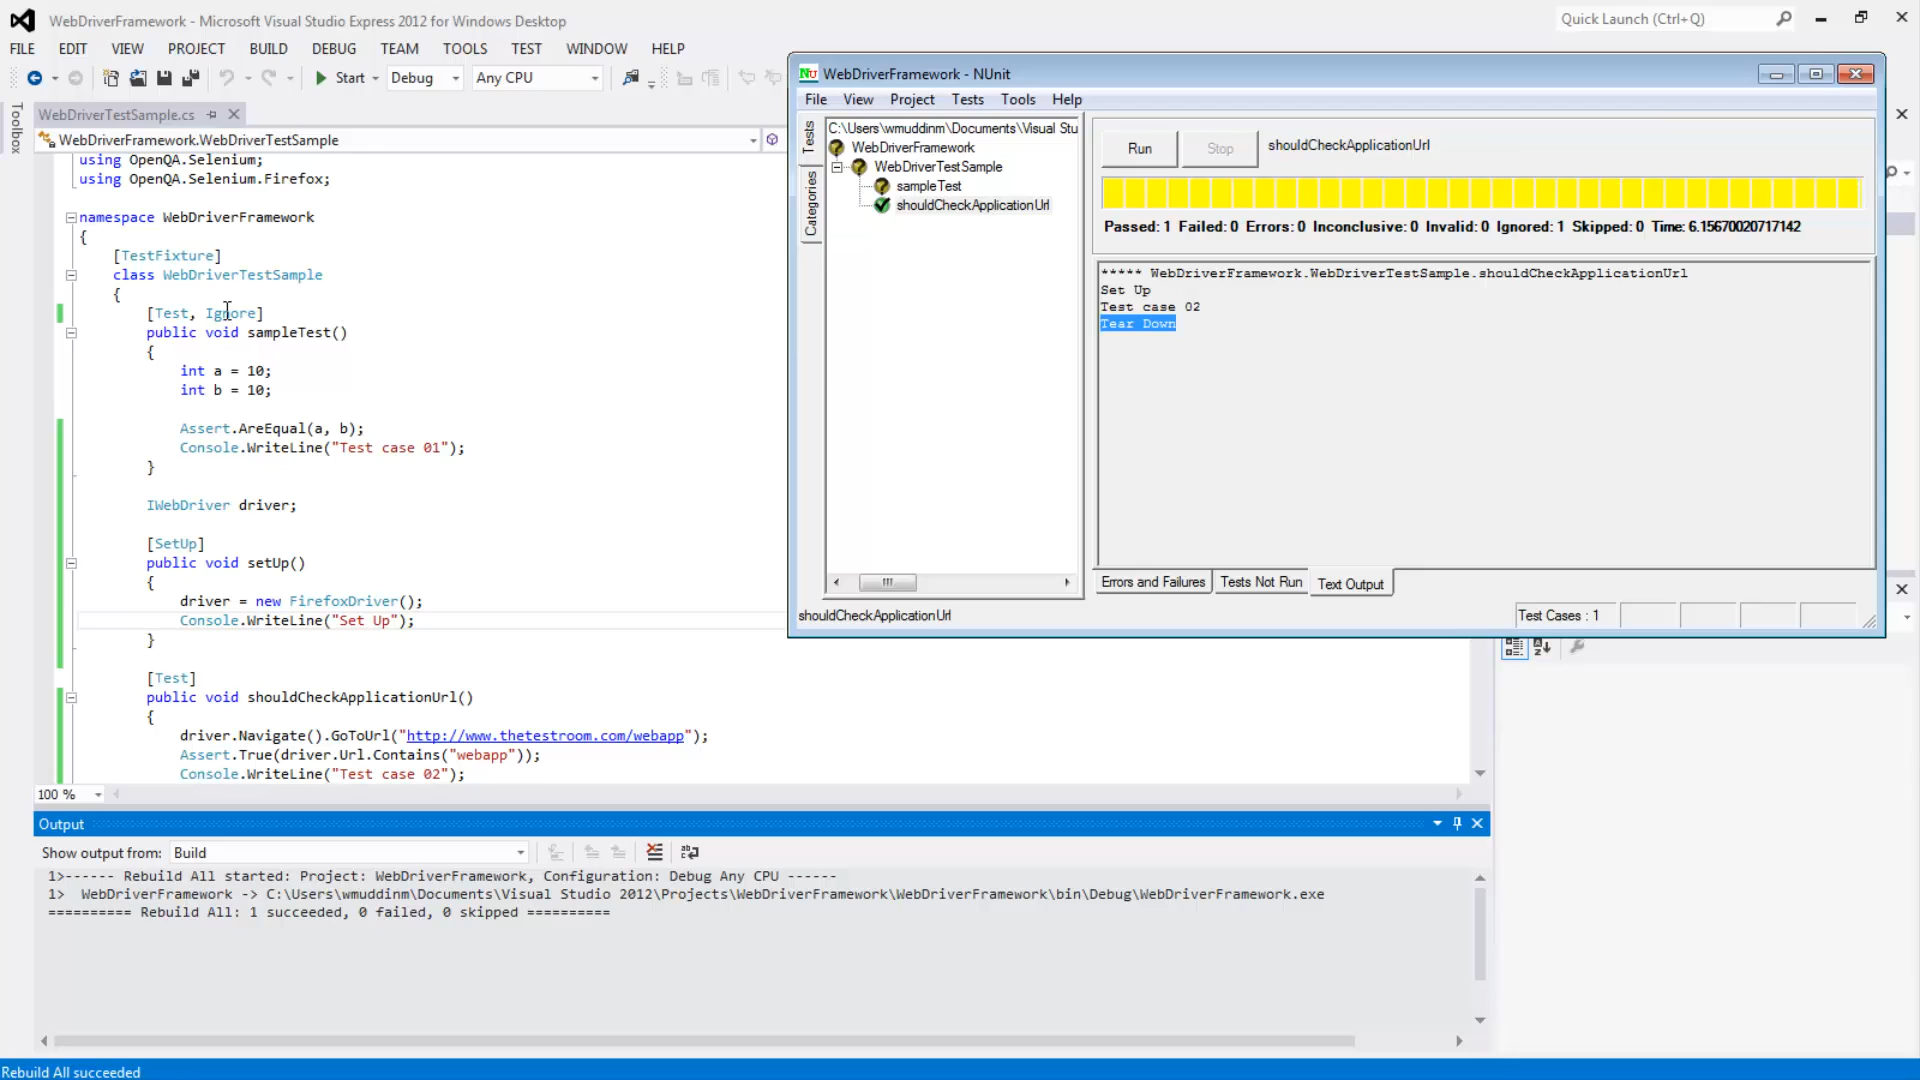 WebDriverFramework - Microsoft Visual Studio Express 2012 for Windows Desktop
Quick Launch (Ctrl+Q)
FILE EDIT VIEW PROJECT BUILD DEBUG TEAM TOOLS TEST WINDOW HELP
Start Debug Any CPU
Toolbox
WebDriverTestSample.cs
WebDriverFramework.WebDriverTestSample
using OpenQA.Selenium;
using OpenQA.Selenium.Firefox;
namespace WebDriverFramework
{
[TestFixture]
class WebDriverTestSample
{
[Test, Ignore]
public void sampleTest()
{
int a = 10;
int b = 10;
Assert.AreEqual(a, b);
Console.WriteLine("Test case 01");
}
IWebDriver driver;
[SetUp]
public void setUp()
{
driver = new FirefoxDriver();
Console.WriteLine("Set Up");
}
[Test]
public void shouldCheckApplicationUrl()
{
driver.Navigate().GoToUrl("http://www.thetestroom.com/webapp");
Assert.True(driver.Url.Contains("webapp"));
Console.WriteLine("Test case 02");
100 %
WebDriverFramework - NUnit
File View Project Tests Tools Help
Tests
Categories
C:\Users\wmuddinm\Documents\Visual Stu
WebDriverFramework
WebDriverTestSample
sampleTest
shouldCheckApplicationUrl
Run Stop shouldCheckApplicationUrl
Passed: 1 Failed: 0 Errors: 0 Inconclusive: 0 Invalid: 0 Ignored: 1 Skipped: 0 Time: 6.15670020717142
***** WebDriverFramework.WebDriverTestSample.shouldCheckApplicationUrl
Set Up
Test case 02
Tear Down
Errors and Failures Tests Not Run Text Output
shouldCheckApplicationUrl
Test Cases : 1
Output
Show output from: Build
1>------ Rebuild All started: Project: WebDriverFramework, Configuration: Debug Any CPU ------
1> WebDriverFramework -> C:\Users\wmuddinm\Documents\Visual Studio 2012\Projects\WebDriverFramework\WebDriverFramework\bin\Debug\WebDriverFramework.exe
========== Rebuild All: 1 succeeded, 0 failed, 0 skipped ==========
Rebuild All succeeded